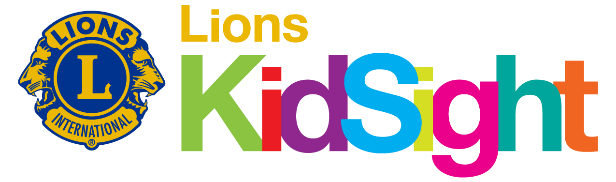 LIONS
L
INTERNATIONAL
®
Lions
KidSight